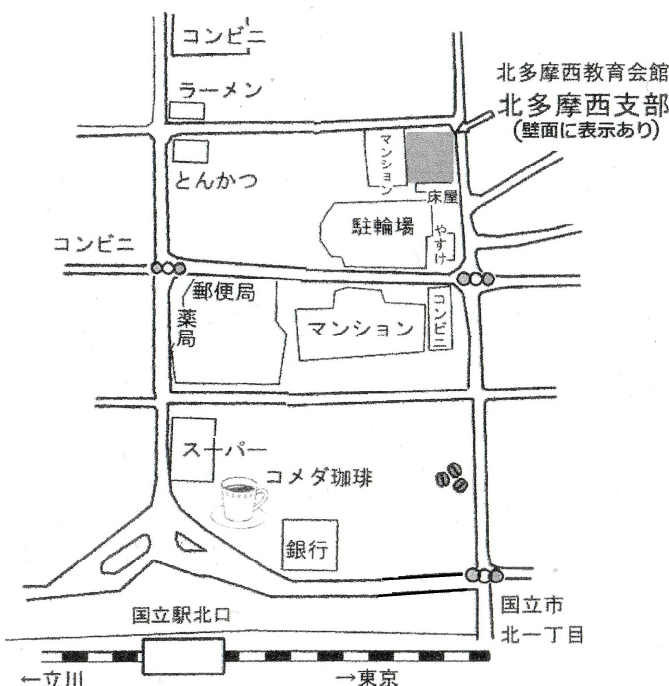 コンビニ
ラーメン
北多摩西教育会館
北多摩西支部
(壁面に表示あり)
マンション
とんかつ
床屋
駐輪場
やすけ
コンビニ
郵便局
薬局
マンション
コンビニ
スーパー
コメダ珈琲
銀行
国立駅北口
国立市
北一丁目
←立川
→東京